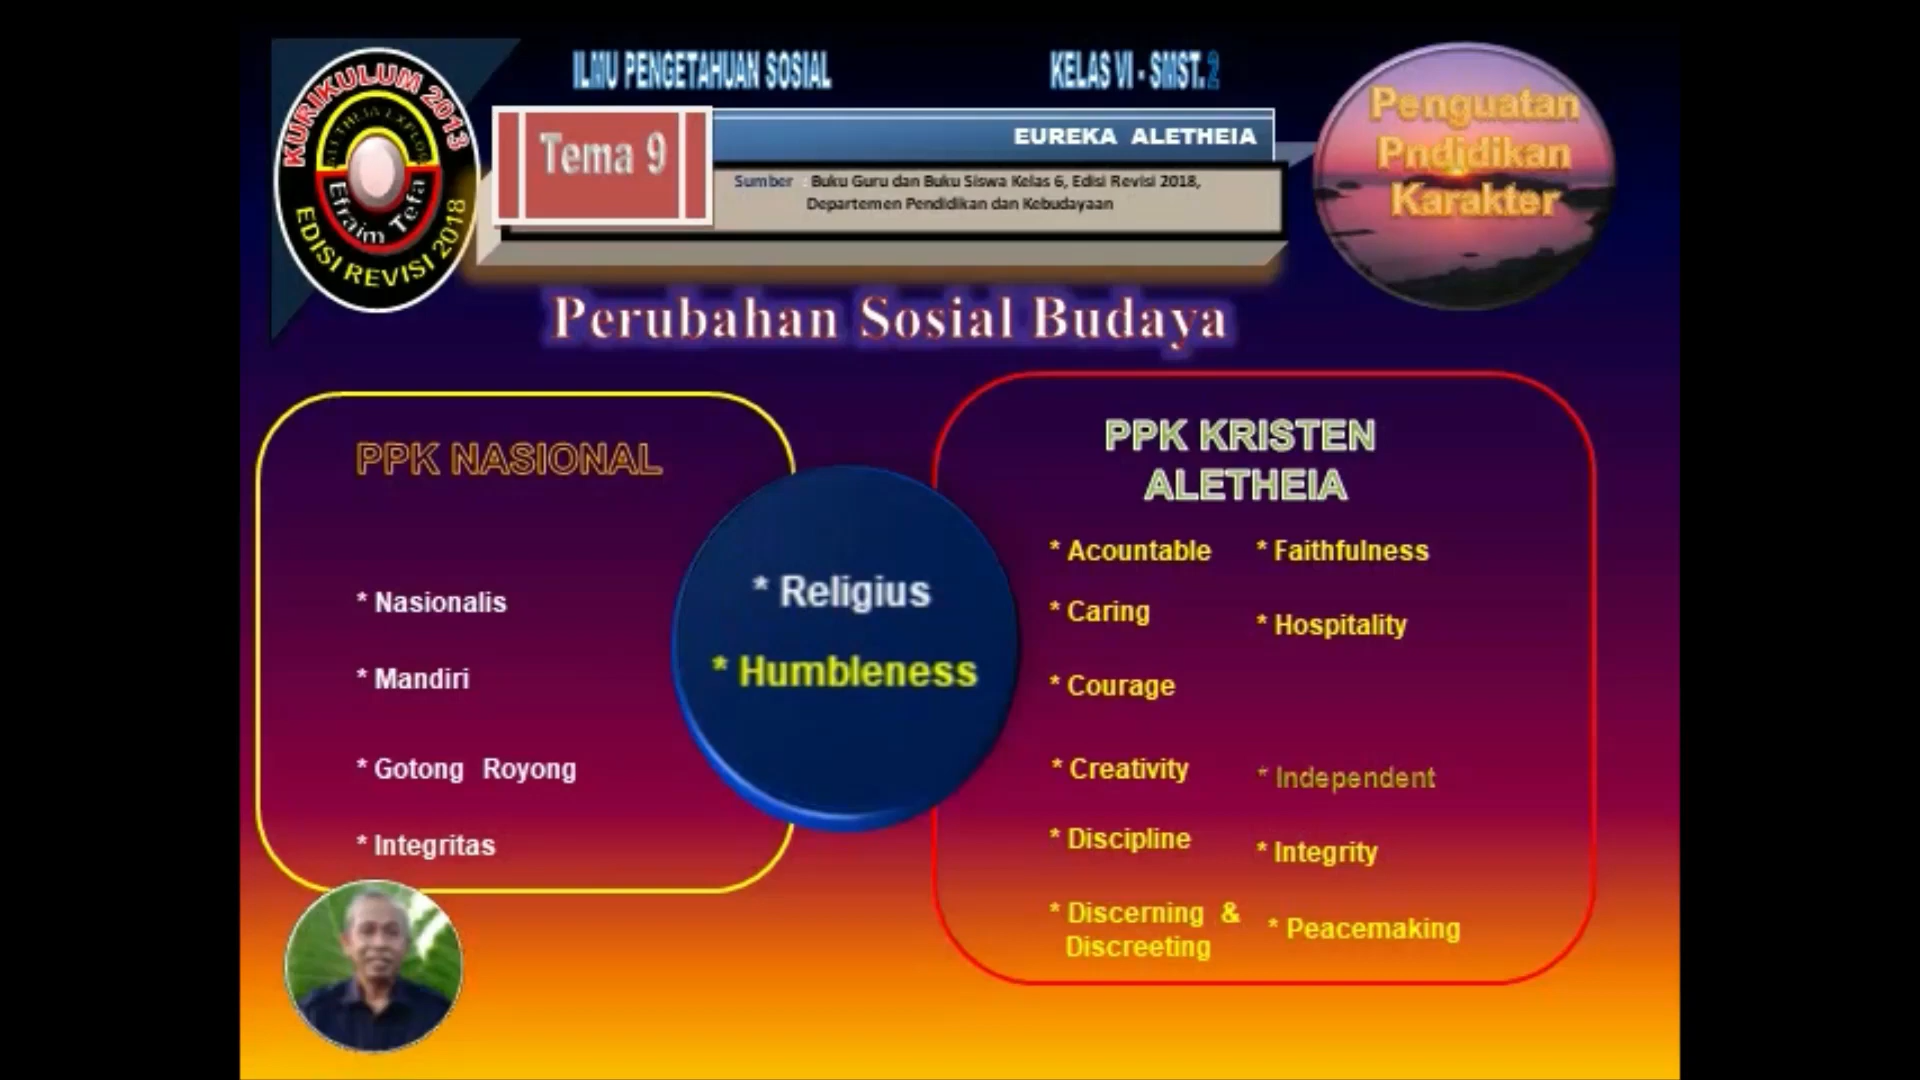 KURIKULUM 2013
ALETHEIA EXPLOR
Efraim Tefa
EDISI REVISI 2018
ILMU PENGETAHUAN SOSIAL
KELAS VI - SMST. 2
Tema 9
EUREKA ALETHEIA
Sumber : Buku Guru dan Buku Siswa Kelas 6, Edisi Revisi 2018,
Departemen Pendidikan dan Kebudayaan
Penguatan
Pndidikan
Karakter
Perubahan Sosial Budaya
PPK NASIONAL
* Nasionalis
* Mandiri
* Gotong Royong
* Integritas
* Religius
* Humbleness
PPK KRISTEN
ALETHEIA
* Acountable
* Caring
* Courage
* Creativity
* Discipline
* Discerning &
Discreeting
* Faithfulness
* Hospitality
* Independent
* Integrity
* Peacemaking